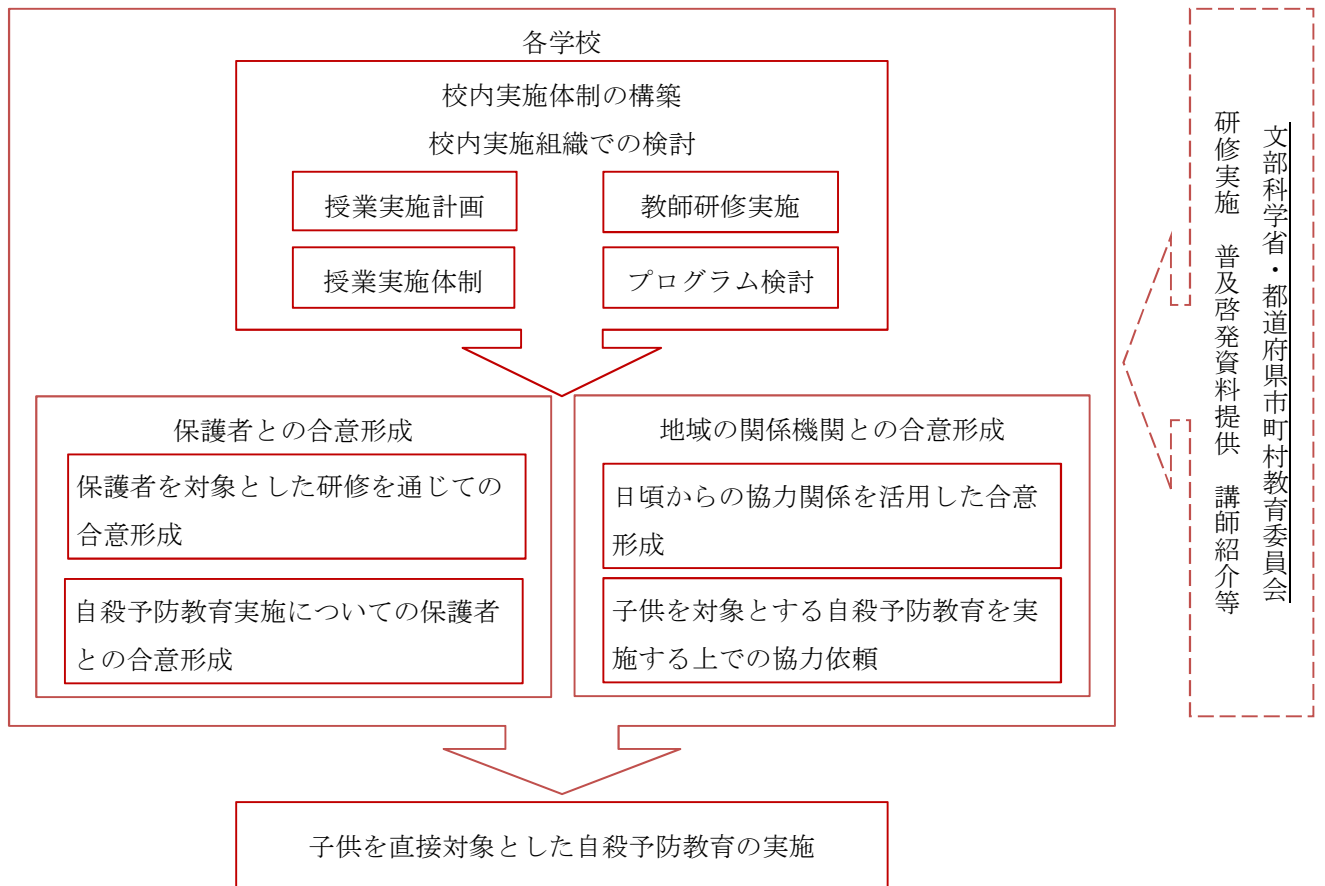 各学校
校内実施体制の構築
校内実施組織での検討
授業実施計画
教師研修実施
授業実施体制
プログラム検討
保護者との合意形成
保護者を対象とした研修を通じての
合意形成
自殺予防教育実施についての保護者
との合意形成
地域の関係機関との合意形成
日頃からの協力関係を活用した合意
形成
子供を対象とする自殺予防教育を実
施する上での協力依頼
文部科学省・都道府県市町村教育委員会
研修実施　普及啓発資料提供　講師紹介等
子供を直接対象とした自殺予防教育の実施